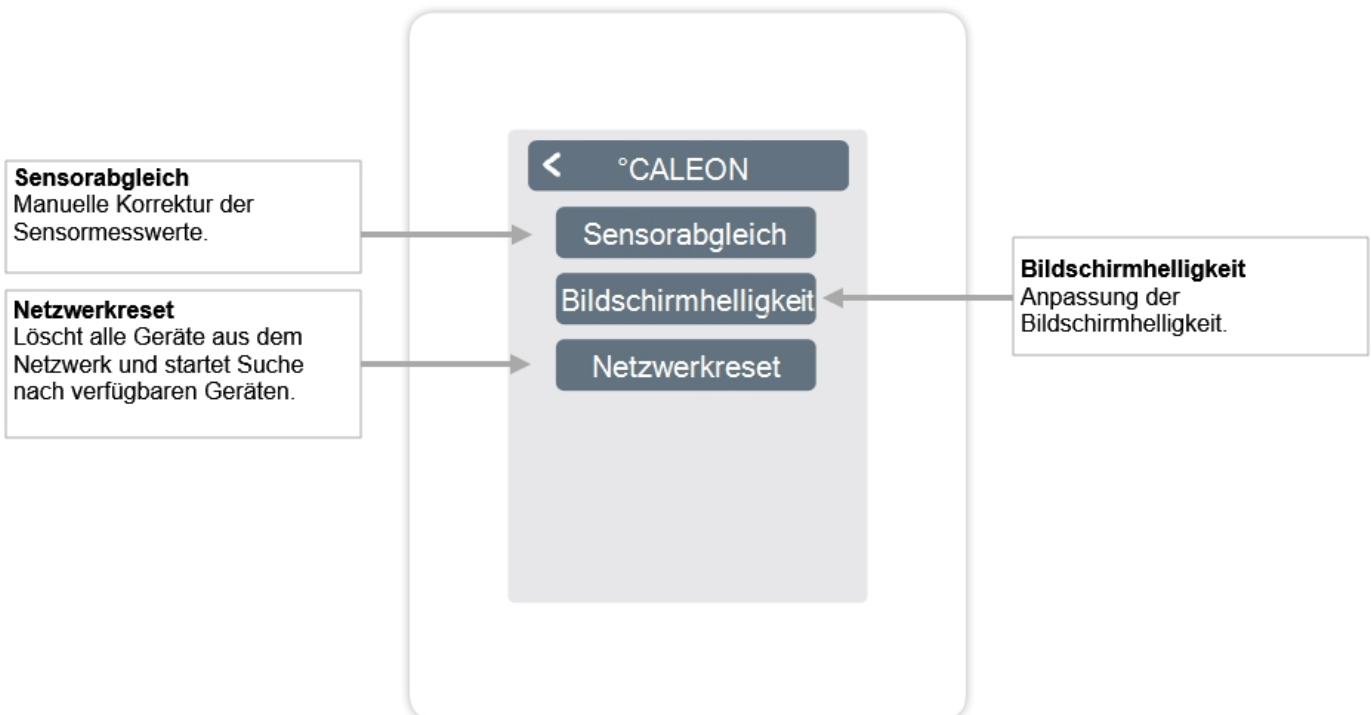 Sensorabgleich
Manuelle Korrektur der
Sensormesswerte.
Netzwerkreset
Löscht alle Geräte aus dem
Netzwerk und startet Suche
nach verfügbaren Geräten.
< °CALEON
Sensorabgleich
Bildschirmhelligkeit
Netzwerkreset
Bildschirmhelligkeit
Anpassung der
Bildschirmhelligkeit.